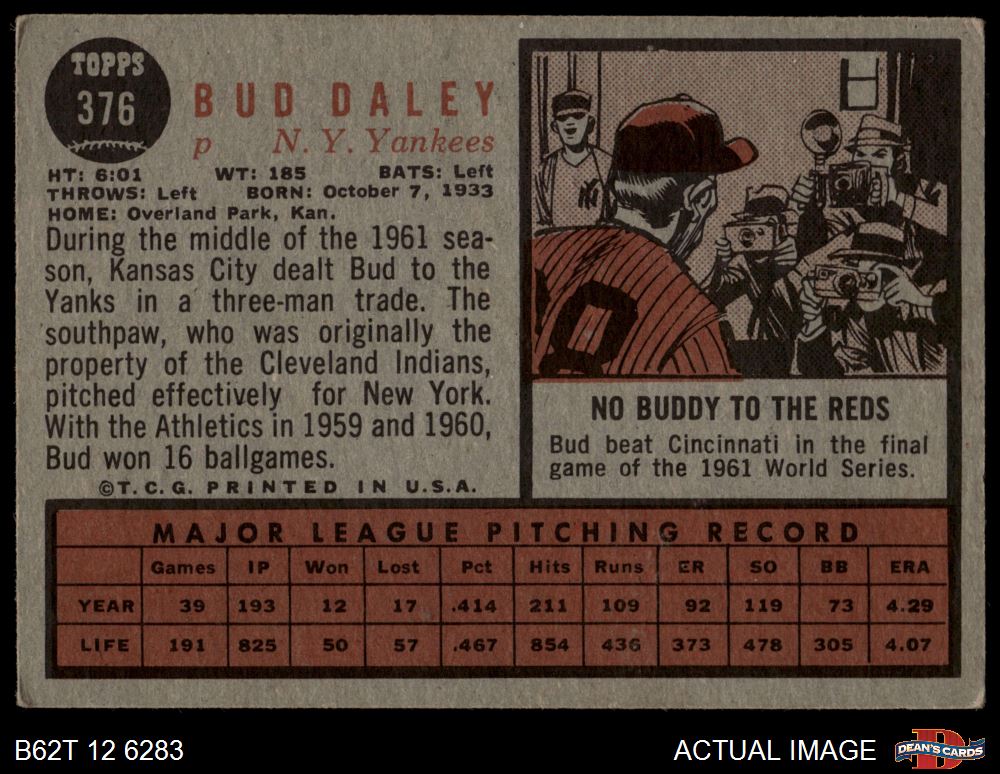 TOPPS
376
BUD DALEY
p N. Y. Yankees
HT: 6:01 WT: 185 BATS: Left
THROWS: Left BORN: October 7, 1933
HOME: Overland Park, Kan.
During the middle of the 1961 sea-
son, Kansas City dealt Bud to the
Yanks in a three-man trade. The
southpaw, who was originally the
property of the Cleveland Indians,
pitched effectively for New York.
With the Athletics in 1959 and 1960,
Bud won 16 ballgames.
©T. C. G. PRINTED IN U.S.A.
NY
0
NO BUDDY TO THE REDS
Bud beat Cincinnati in the final
game of the 1961 World Series.
MAJOR LEAGUE PITCHING RECORD
Games IP Won Lost Pct Hits Runs ER SO BB ERA
YEAR 39 193 12 17 .414 211 109 92 119 73 4.29
LIFE 191 825 50 57 .467 854 436 373 478 305 4.07
B62T 12 6283
ACTUAL IMAGE
D
DEAN'S CARDS